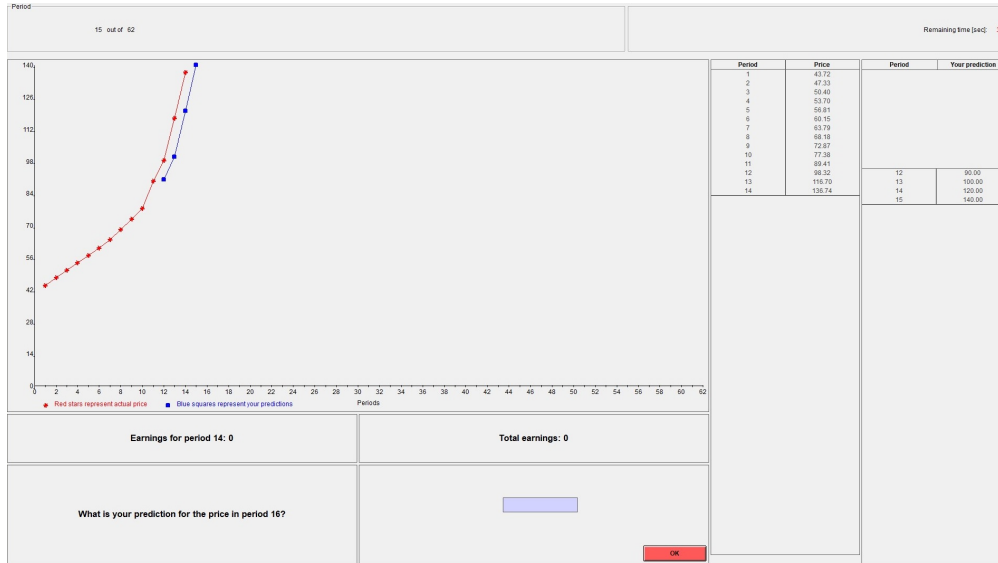 Period
15 out of 62
Remaining time [sec]:
140
126
112
98
84
70
56
42
28
14
0
0 2 4 6 8 10 12 14 16 18 20 22 24 26 28 30 32 34 36 38 40 42 44 46 48 50 52 54 56 58 60 62
Red stars represent actual price Blue squares represent your predictions Periods
Period Price
1 43.72
2 47.33
3 50.40
4 53.70
5 56.81
6 60.15
7 63.79
8 68.18
9 72.87
10 77.38
11 89.41
12 98.32
13 116.70
14 136.74
Period Your prediction
12 90.00
13 100.00
14 120.00
15 140.00
Earnings for period 14: 0
Total earnings: 0
What is your prediction for the price in period 16?
OK